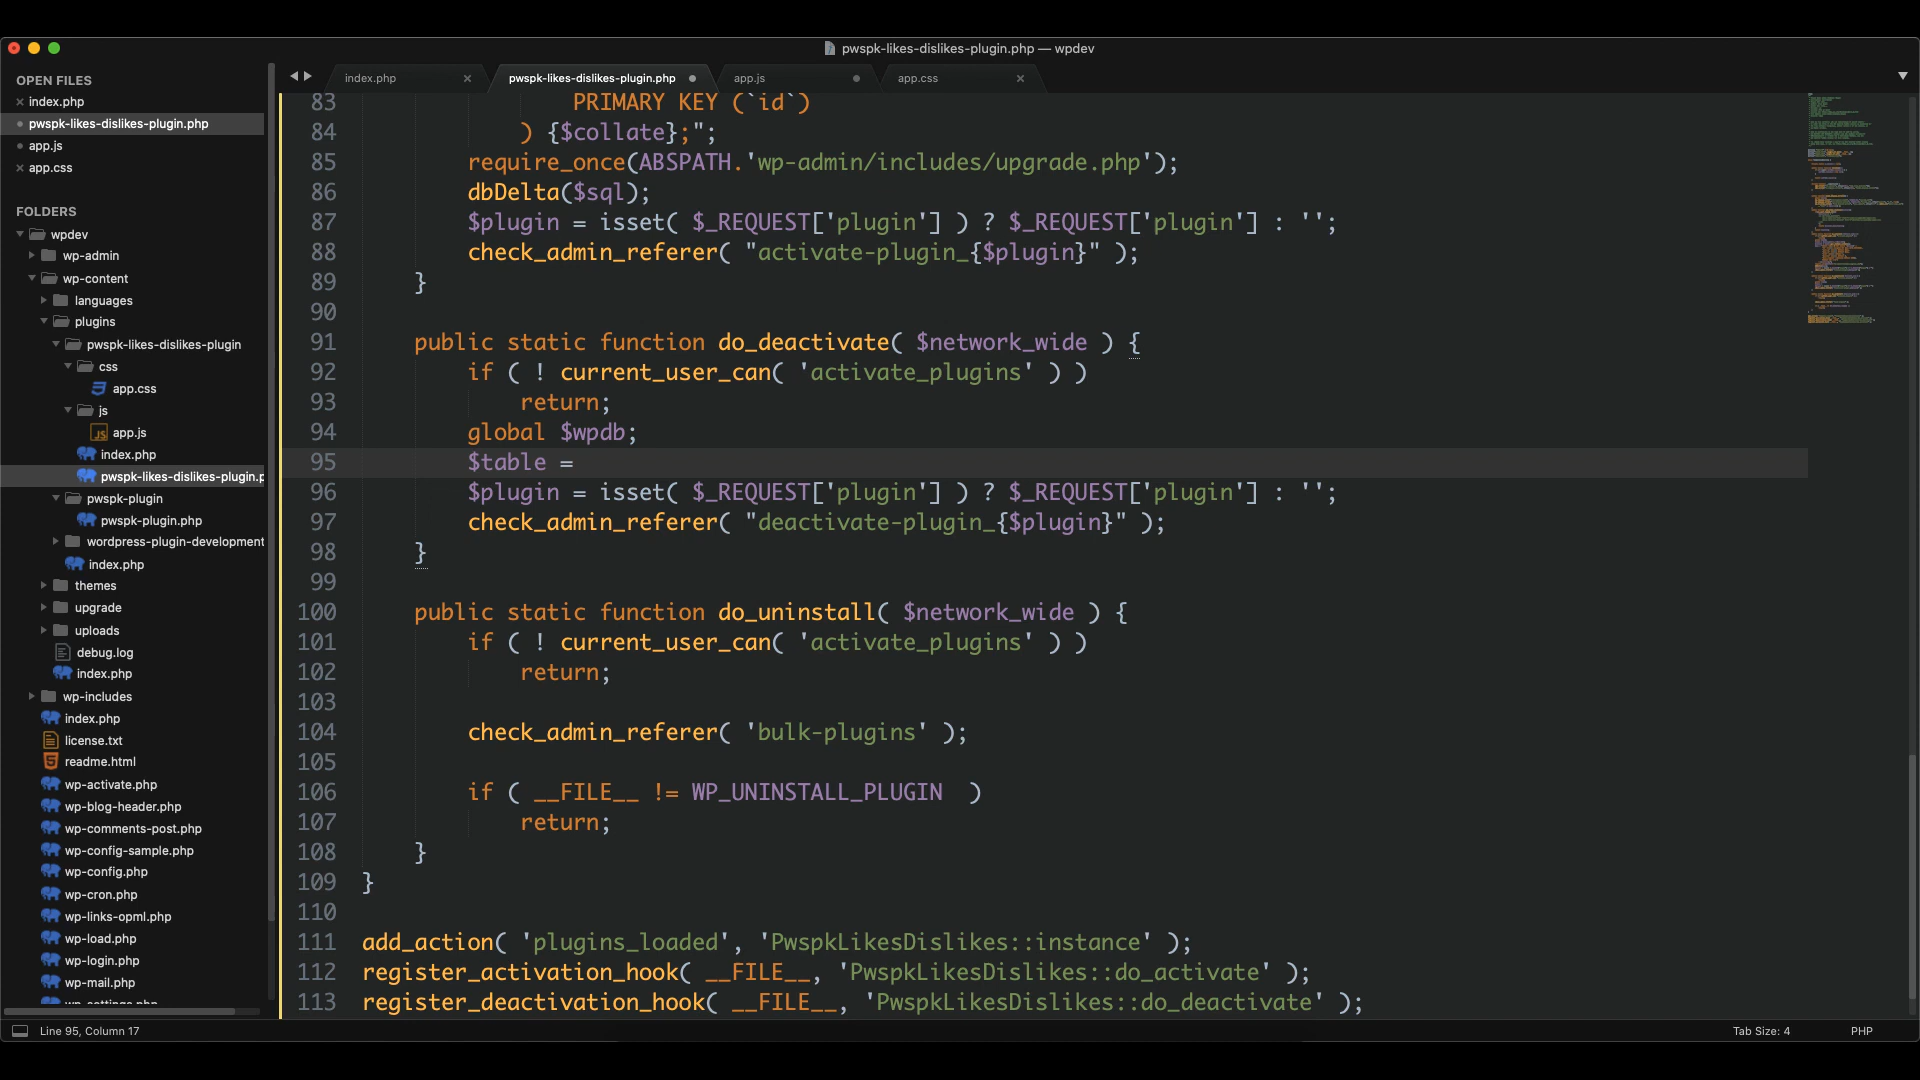 pwspk-likes-dislikes-plugin.php — wpdev
OPEN FILES
index.php
pwspk-likes-dislikes-plugin.php
app.js
app.css
FOLDERS
wpdev
wp-admin
wp-content
languages
plugins
pwspk-likes-dislikes-plugin
css
app.css
js
app.js
index.php
pwspk-likes-dislikes-plugin.p
pwspk-plugin
pwspk-plugin.php
wordpress-plugin-development
index.php
themes
upgrade
uploads
debug.log
index.php
wp-includes
index.php
license.txt
readme.html
wp-activate.php
wp-blog-header.php
wp-comments-post.php
wp-config-sample.php
wp-config.php
wp-cron.php
wp-links-opml.php
wp-load.php
wp-login.php
wp-mail.php
wp-settings.php
index.php pwspk-likes-dislikes-plugin.php app.js app.css
83 PRIMARY KEY (`id`)
84 ) {$collate};";
85 require_once(ABSPATH.'wp-admin/includes/upgrade.php');
86 dbDelta($sql);
87 $plugin = isset( $_REQUEST['plugin'] ) ? $_REQUEST['plugin'] : '';
88 check_admin_referer( "activate-plugin_{$plugin}" );
89 }
90
91 public static function do_deactivate( $network_wide ) {
92 if ( ! current_user_can( 'activate_plugins' ) )
93 return;
94 global $wpdb;
95 $table =
96 $plugin = isset( $_REQUEST['plugin'] ) ? $_REQUEST['plugin'] : '';
97 check_admin_referer( "deactivate-plugin_{$plugin}" );
98 }
99
100 public static function do_uninstall( $network_wide ) {
101 if ( ! current_user_can( 'activate_plugins' ) )
102 return;
103
104 check_admin_referer( 'bulk-plugins' );
105
106 if ( __FILE__ != WP_UNINSTALL_PLUGIN )
107 return;
108 }
109 }
110
111 add_action( 'plugins_loaded', 'PwspkLikesDislikes::instance' );
112 register_activation_hook( __FILE__, 'PwspkLikesDislikes::do_activate' );
113 register_deactivation_hook( __FILE__, 'PwspkLikesDislikes::do_deactivate' );
Line 95, Column 17
Tab Size: 4 PHP